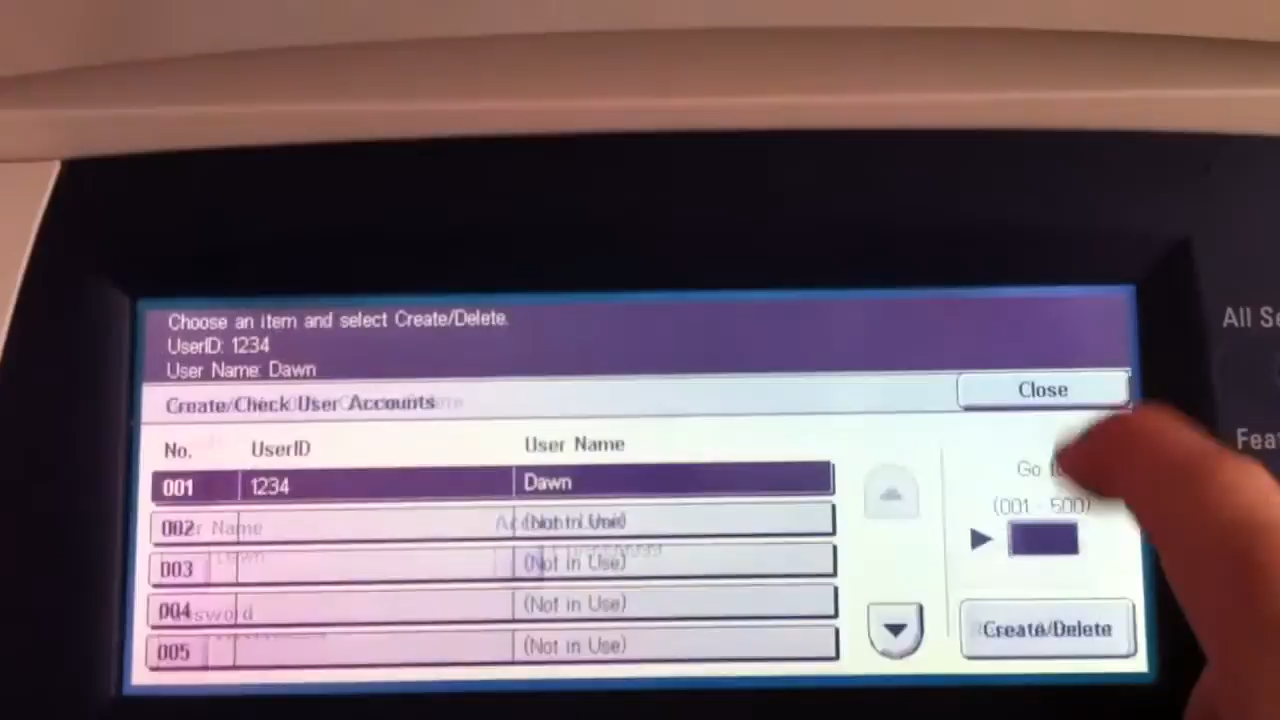 Choose an item and select Create/Delete.
UserID: 1234
User Name: Dawn
Create/Check User Accounts
Close
No. UserID User Name
001 1234 Dawn
002 (Not in Use)
003 (Not in Use)
004 (Not in Use)
005 (Not in Use)
Go to
(001 - 500)
Create/Delete
All